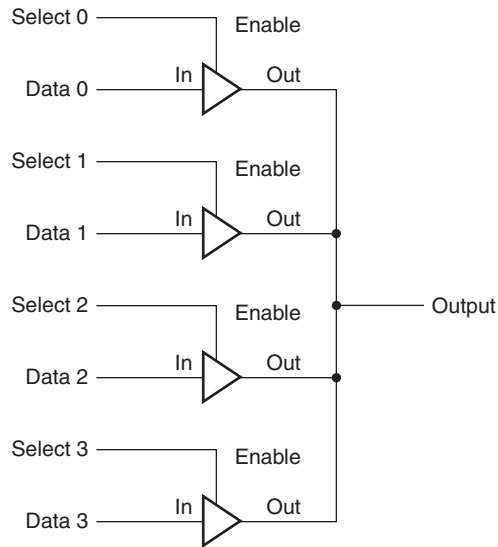 Select 0
Enable
In
Out
Data 0
Select 1
Enable
In
Out
Data 1
Select 2
Enable
Output
In
Out
Data 2
Select 3
Enable
In
Out
Data 3